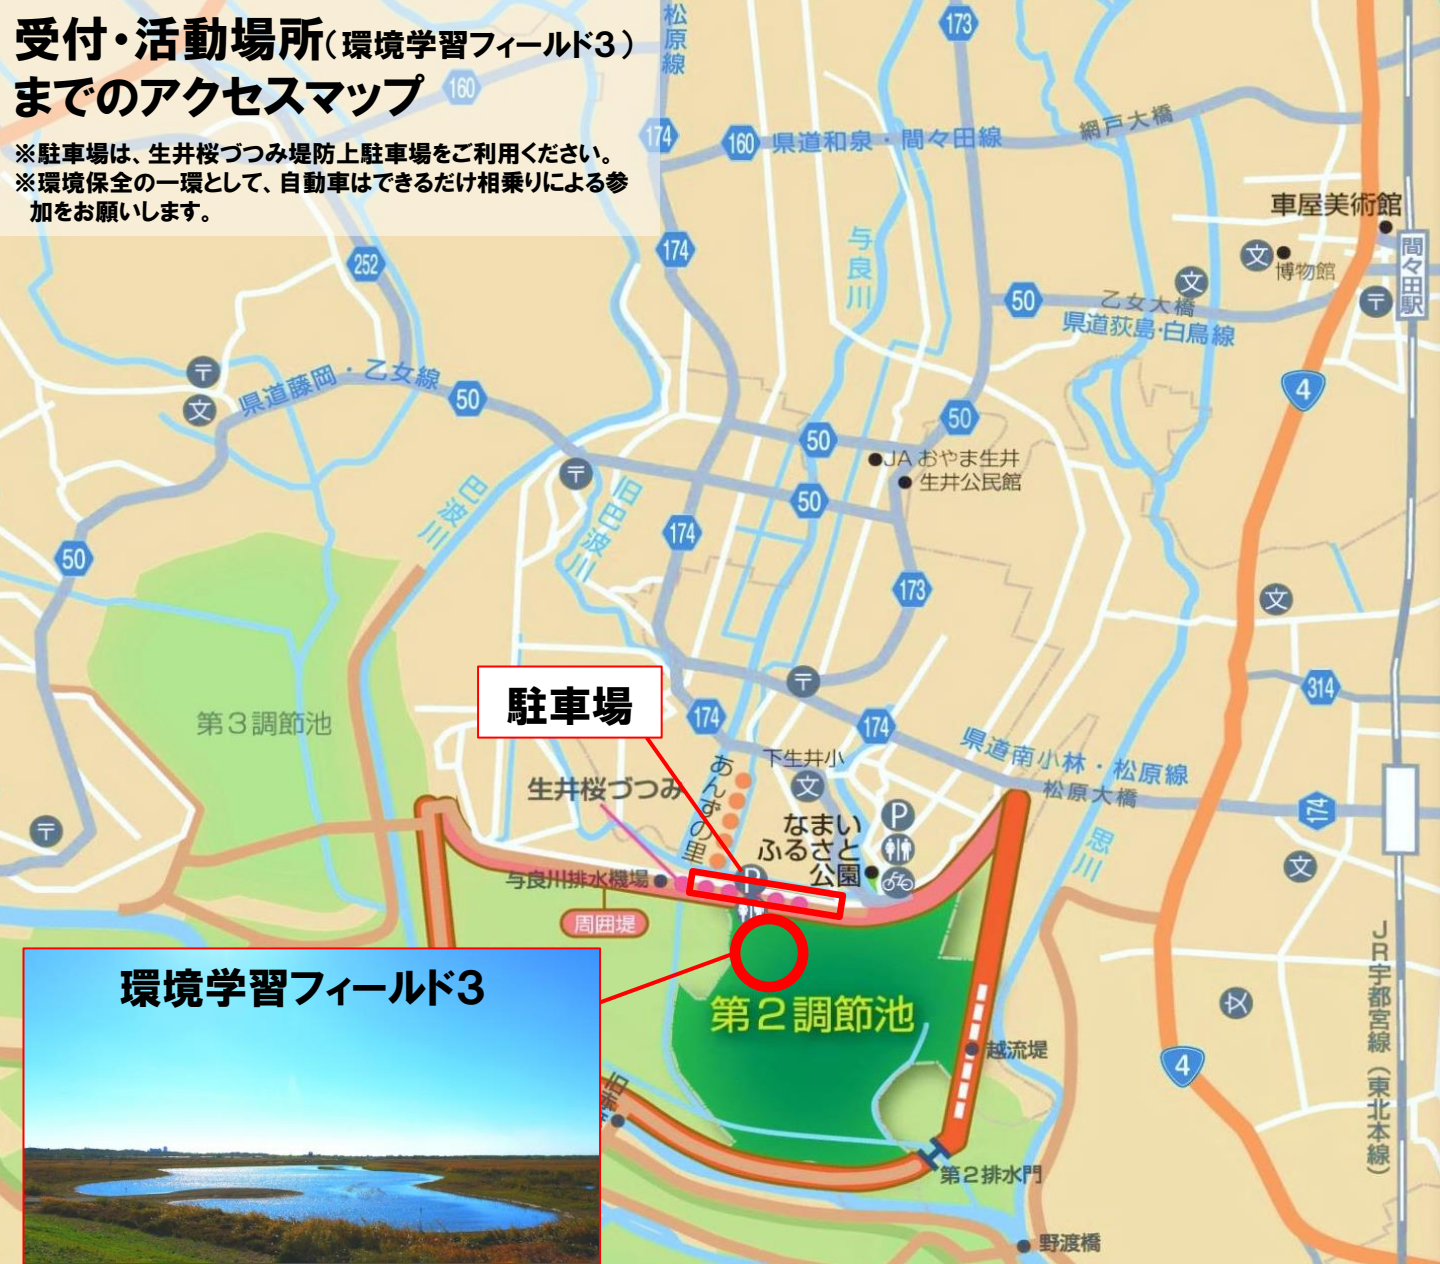 受付・活動場所(環境学習フィールド3)
までのアクセスマップ
※駐車場は、生井桜づつみ堤防上駐車場をご利用ください。
※環境保全の一環として、自動車はできるだけ相乗りによる参
加をお願いします。
松原線
173
160
174
160
県道和泉・間々田線
網戸大橋
車屋美術館
文
博物館
間々田駅
〒
252
174
与良川
50
文
乙女大橋
県道荻島・白鳥線
4
〒
文
県道藤岡・乙女線
50
50
50
JA おやま生井
生井公民館
〒
巴波川
旧巴波川
50
174
50
173
文
第3調節池
駐車場
〒
174
174
314
県道南小林・松原線
松原大橋
174
下生井小
文
あんずの里
生井桜づつみ
なまい
ふるさと
公園
P
思川
〒
文
与良川排水機場
P
周囲堤
環境学習フィールド3
第2調節池
越流堤
文
4
JR宇都宮線(東北本線)
第2排水門
野渡橋